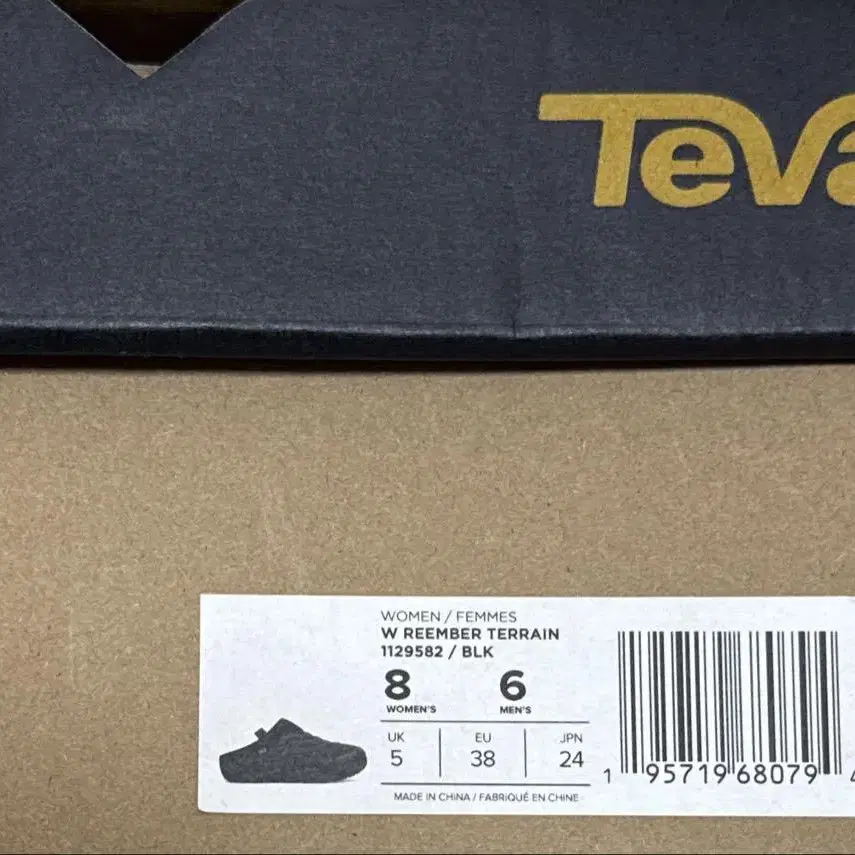 Teva
WOMEN / FEMMES
W REEMBER TERRAIN
1129582 / BLK
8 6
WOMEN'S MEN'S
UK EU JPN
5 38 24
MADE IN CHINA / FABRIQUÉ EN CHINE
1 95719 68079 4